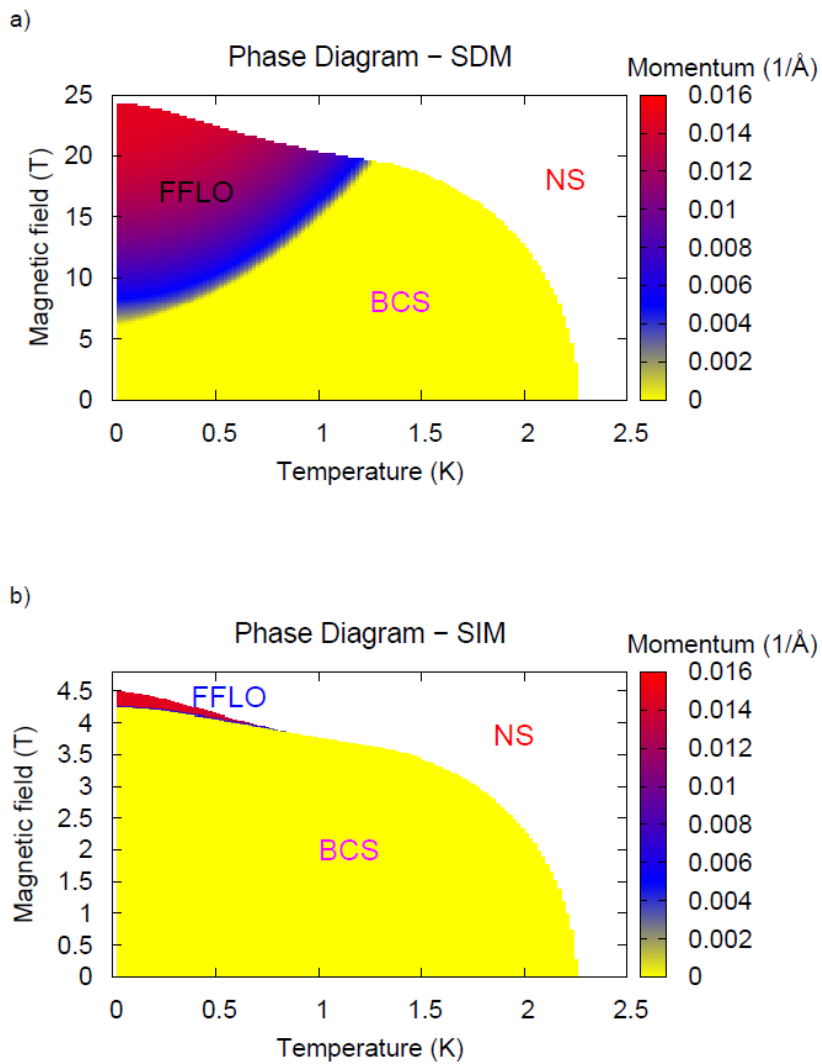 a)
Phase Diagram − SDM
Momentum (1/Å)
25
20
15
10
5
0
Magnetic field (T)
FFLO
NS
BCS
0.016
0.014
0.012
0.01
0.008
0.006
0.004
0.002
0
0 0.5 1 1.5 2 2.5
Temperature (K)
b)
Phase Diagram − SIM
Momentum (1/Å)
4.5
4
3.5
3
2.5
2
1.5
1
0.5
0
Magnetic field (T)
FFLO
NS
BCS
0.016
0.014
0.012
0.01
0.008
0.006
0.004
0.002
0
0 0.5 1 1.5 2 2.5
Temperature (K)